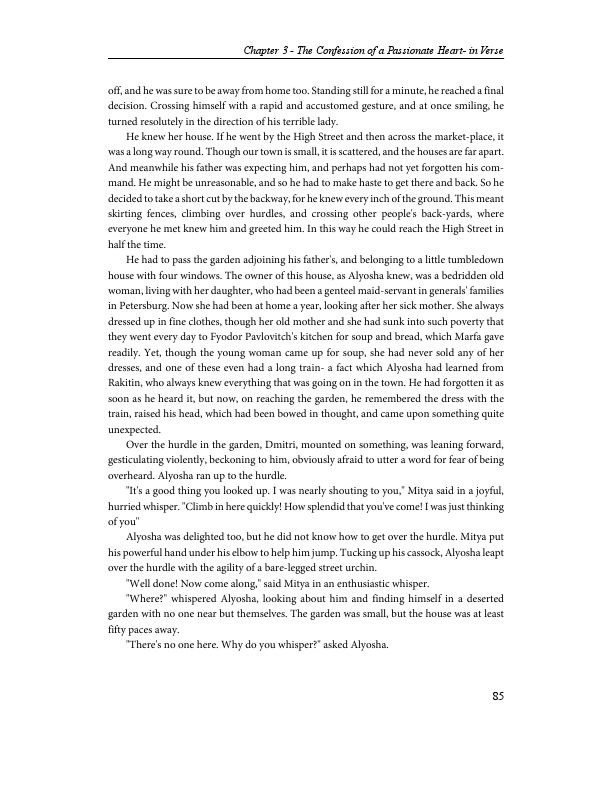 Chapter 3 - The Confession of a Passionate Heart- in Verse
off, and he was sure to be away from home too. Standing still for a minute, he reached a final
decision. Crossing himself with a rapid and accustomed gesture, and at once smiling, he
turned resolutely in the direction of his terrible lady.
He knew her house. If he went by the High Street and then across the market-place, it
was a long way round. Though our town is small, it is scattered, and the houses are far apart.
And meanwhile his father was expecting him, and perhaps had not yet forgotten his com-
mand. He might be unreasonable, and so he had to make haste to get there and back. So he
decided to take a short cut by the backway, for he knew every inch of the ground. This meant
skirting fences, climbing over hurdles, and crossing other people's back-yards, where
everyone he met knew him and greeted him. In this way he could reach the High Street in
half the time.
He had to pass the garden adjoining his father's, and belonging to a little tumbledown
house with four windows. The owner of this house, as Alyosha knew, was a bedridden old
woman, living with her daughter, who had been a genteel maid-servant in generals' families
in Petersburg. Now she had been at home a year, looking after her sick mother. She always
dressed up in fine clothes, though her old mother and she had sunk into such poverty that
they went every day to Fyodor Pavlovitch's kitchen for soup and bread, which Marfa gave
readily. Yet, though the young woman came up for soup, she had never sold any of her
dresses, and one of these even had a long train- a fact which Alyosha had learned from
Rakitin, who always knew everything that was going on in the town. He had forgotten it as
soon as he heard it, but now, on reaching the garden, he remembered the dress with the
train, raised his head, which had been bowed in thought, and came upon something quite
unexpected.
Over the hurdle in the garden, Dmitri, mounted on something, was leaning forward,
gesticulating violently, beckoning to him, obviously afraid to utter a word for fear of being
overheard. Alyosha ran up to the hurdle.
"It's a good thing you looked up. I was nearly shouting to you," Mitya said in a joyful,
hurried whisper. "Climb in here quickly! How splendid that you've come! I was just thinking
of you"
Alyosha was delighted too, but he did not know how to get over the hurdle. Mitya put
his powerful hand under his elbow to help him jump. Tucking up his cassock, Alyosha leapt
over the hurdle with the agility of a bare-legged street urchin.
"Well done! Now come along," said Mitya in an enthusiastic whisper.
"Where?" whispered Alyosha, looking about him and finding himself in a deserted
garden with no one near but themselves. The garden was small, but the house was at least
fifty paces away.
"There's no one here. Why do you whisper?" asked Alyosha.
85